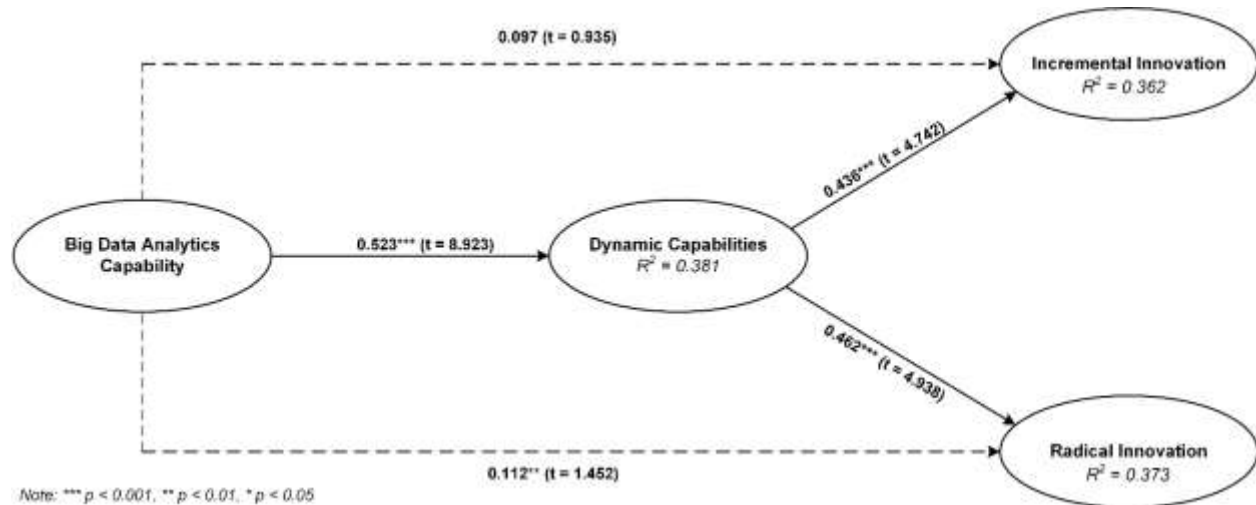 0.097 (t = 0.935)
Incremental Innovation
R² = 0.362
0.436*** (t = 4.742)
Big Data Analytics
Capability
0.523*** (t = 8.923)
Dynamic Capabilities
R² = 0.381
0.462*** (t = 4.938)
Radical Innovation
R² = 0.373
0.112** (t = 1.452)
Note: *** p < 0.001, ** p < 0.01, * p < 0.05